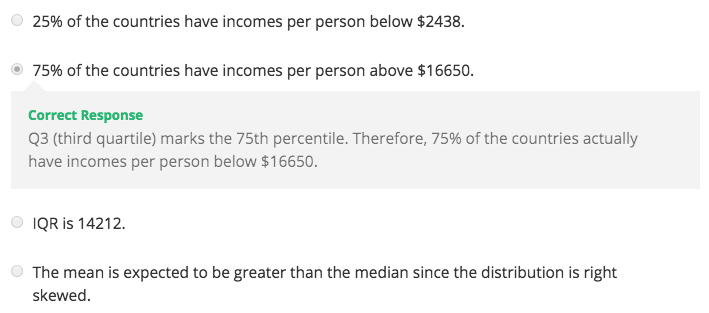 25% of the countries have incomes per person below $2438.
75% of the countries have incomes per person above $16650.
Correct Response
Q3 (third quartile) marks the 75th percentile. Therefore, 75% of the countries actually
have incomes per person below $16650.
IQR is 14212.
The mean is expected to be greater than the median since the distribution is right
skewed.